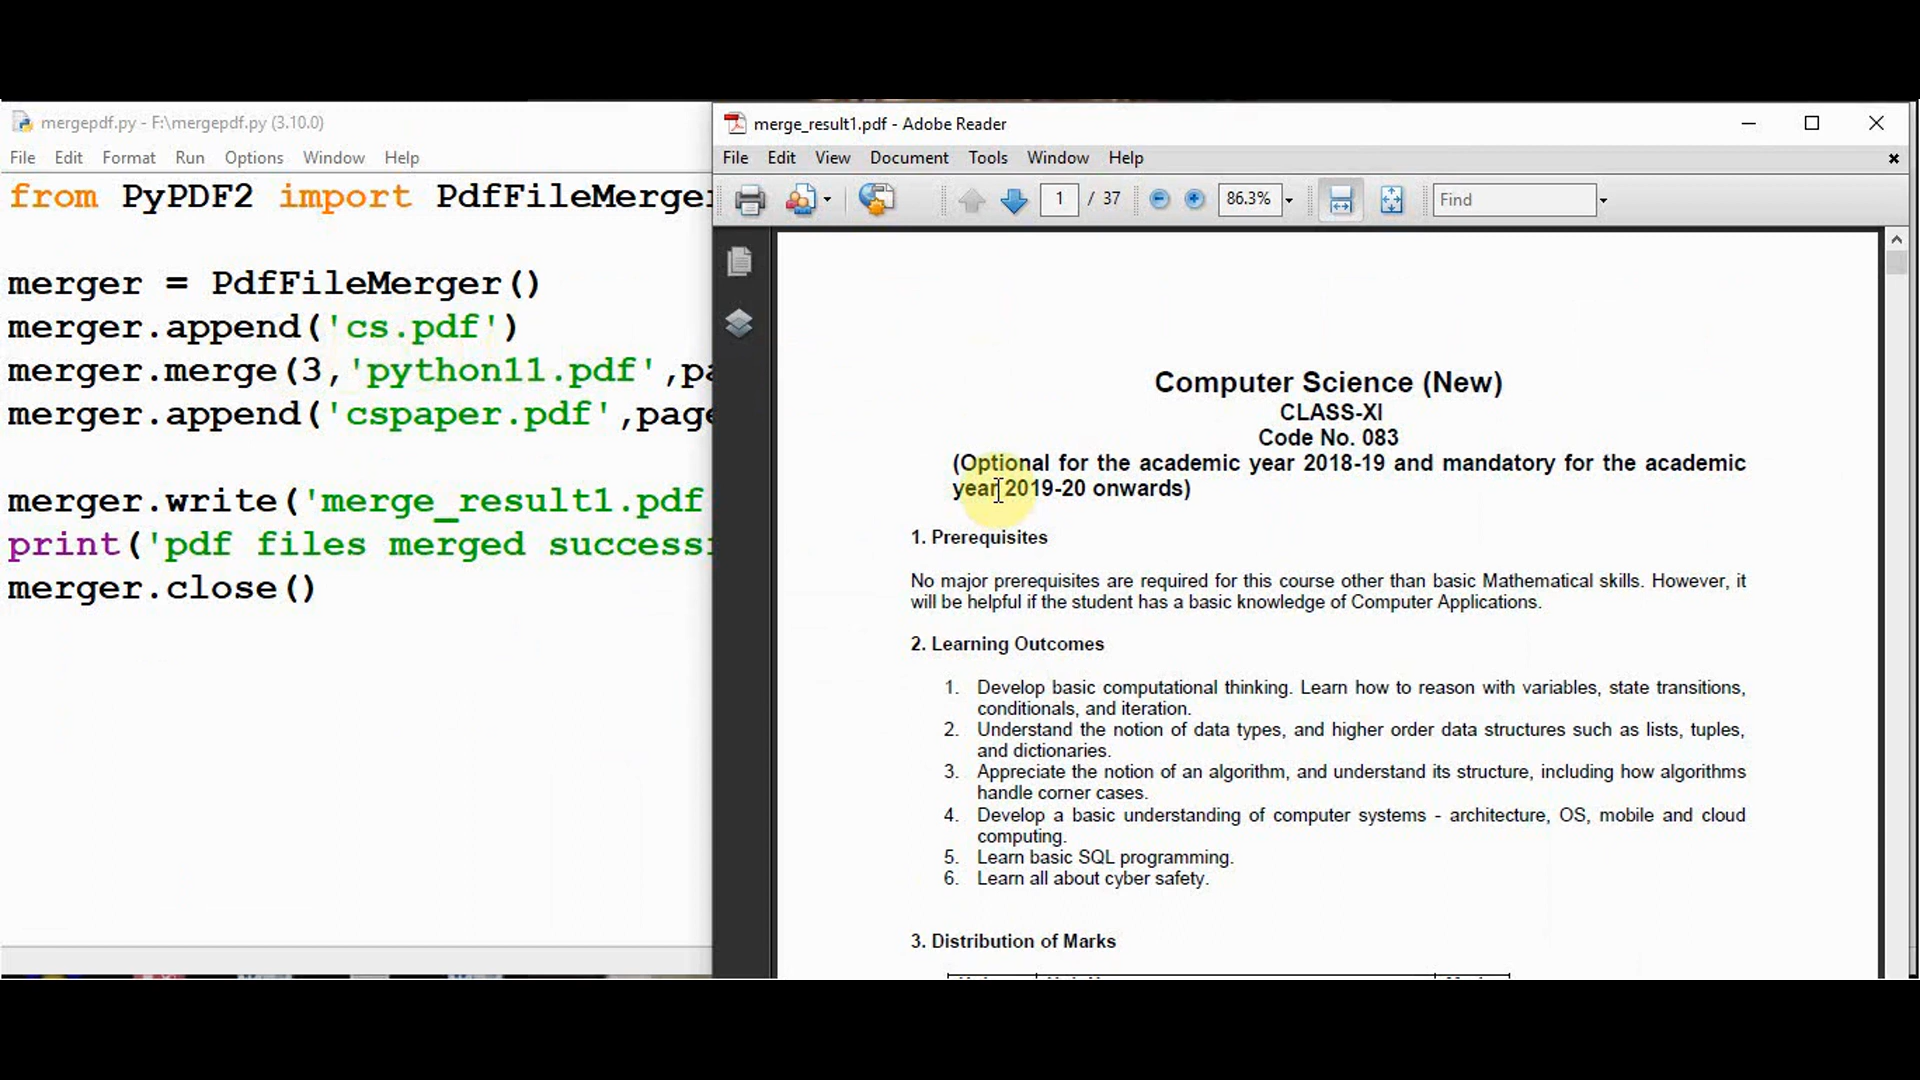 mergepdf.py - F:\mergepdf.py (3.10.0)
File Edit Format Run Options Window Help
from PyPDF2 import PdfFileMerger
merger = PdfFileMerger()
merger.append('cs.pdf')
merger.merge(3,'python11.pdf',pa
merger.append('cspaper.pdf',page
merger.write('merge_result1.pdf
print('pdf files merged success
merger.close()
merge_result1.pdf - Adobe Reader
File Edit View Document Tools Window Help
1 / 37 86.3% Find
Computer Science (New)
CLASS-XI
Code No. 083
(Optional for the academic year 2018-19 and mandatory for the academic
year 2019-20 onwards)
1. Prerequisites
No major prerequisites are required for this course other than basic Mathematical skills. However, it
will be helpful if the student has a basic knowledge of Computer Applications.
2. Learning Outcomes
1. Develop basic computational thinking. Learn how to reason with variables, state transitions,
conditionals, and iteration.
2. Understand the notion of data types, and higher order data structures such as lists, tuples,
and dictionaries.
3. Appreciate the notion of an algorithm, and understand its structure, including how algorithms
handle corner cases.
4. Develop a basic understanding of computer systems - architecture, OS, mobile and cloud
computing.
5. Learn basic SQL programming.
6. Learn all about cyber safety.
3. Distribution of Marks